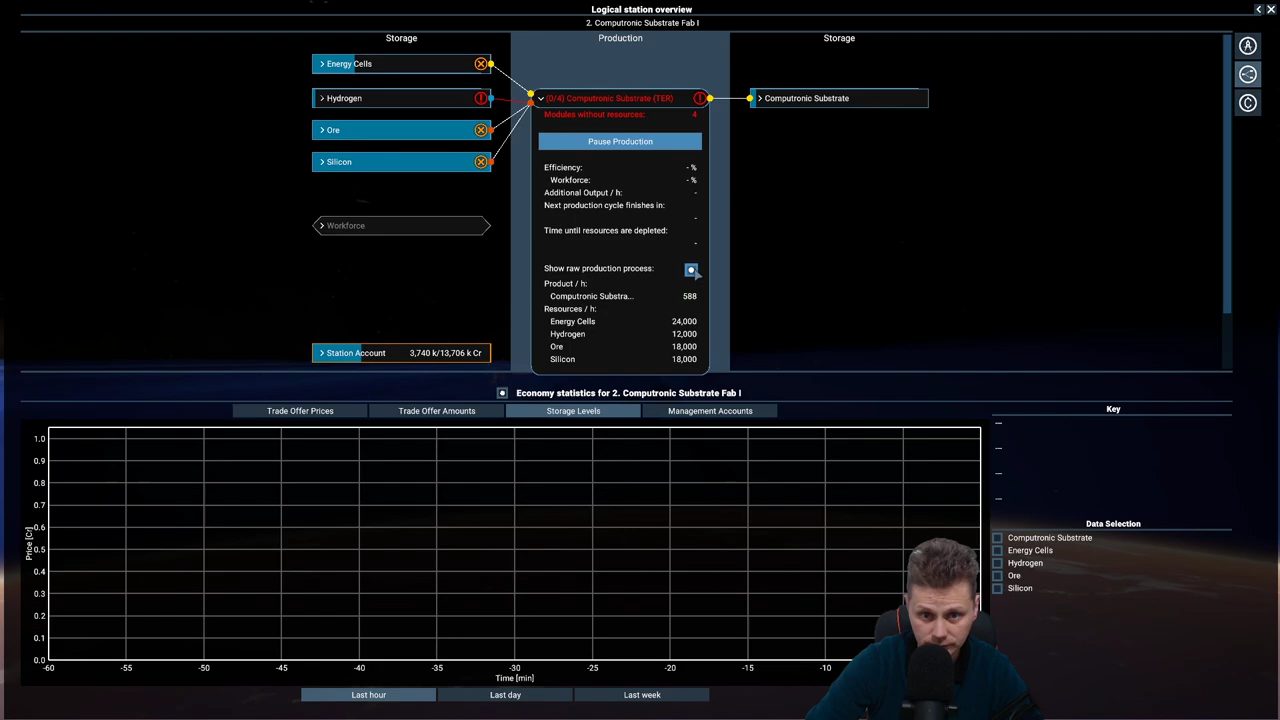 Logical station overview
2. Computronic Substrate Fab I
Storage
Production
Storage
Energy Cells
Hydrogen
Ore
Silicon
Workforce
Station Account 3,740 k/13,706 k Cr
(0/4) Computronic Substrate (TER)
Modules without resources: 4
Pause Production
Efficiency: - %
Workforce: - %
Additional Output / h: -
Next production cycle finishes in:
-
Time until resources are depleted:
-
Show raw production process:
Product / h:
Computronic Substra... 588
Resources / h:
Energy Cells 24,000
Hydrogen 12,000
Ore 18,000
Silicon 18,000
Computronic Substrate
A
C
Economy statistics for 2. Computronic Substrate Fab I
Trade Offer Prices
Trade Offer Amounts
Storage Levels
Management Accounts
Key
---
---
---
---
Data Selection
Computronic Substrate
Energy Cells
Hydrogen
Ore
Silicon
Price [Cr]
1.0
0.9
0.8
0.7
0.6
0.5
0.4
0.3
0.2
0.1
0.0
-60 -55 -50 -45 -40 -35 -30 -25 -20 -15 -10
Time [min]
Last hour
Last day
Last week